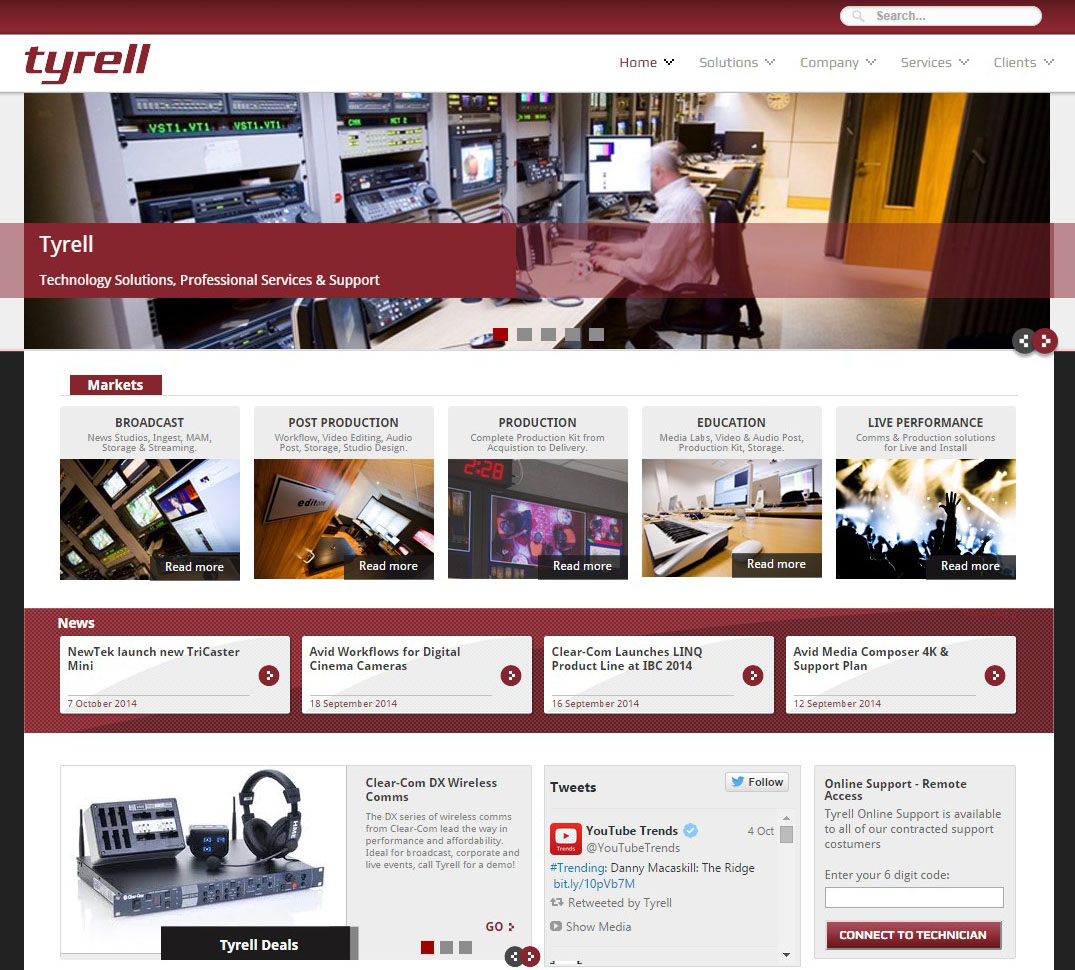 Search...
tyrell
Home
Solutions
Company
Services
Clients
VST1.VT1
VST1.VT1
Tyrell
Technology Solutions, Professional Services & Support
Markets
BROADCAST
News Studios, Ingest, MAM,
Storage & Streaming.
Read more
POST PRODUCTION
Workflow, Video Editing, Audio
Post, Storage, Studio Design.
Read more
PRODUCTION
Complete Production Kit from
Acquistion to Delivery.
2:28
Read more
EDUCATION
Media Labs, Video & Audio Post,
Production Kit, Storage.
Read more
LIVE PERFORMANCE
Comms & Production solutions
for Live and Install
Read more
News
NewTek launch new TriCaster
Mini
7 October 2014
Avid Workflows for Digital
Cinema Cameras
18 September 2014
Clear-Com Launches LINQ
Product Line at IBC 2014
16 September 2014
Avid Media Composer 4K &
Support Plan
12 September 2014
Clear-Com DX Wireless
Comms
The DX series of wireless comms
from Clear-Com lead the way in
performance and affordability.
Ideal for broadcast, corporate and
live events, call Tyrell for a demo!
GO
HME
Clear-Com
Tyrell Deals
Tweets
Follow
Trends
YouTube Trends
4 Oct
@YouTubeTrends
#Trending: Danny Macaskill: The Ridge
bit.ly/10pVb7M
Retweeted by Tyrell
Show Media
Online Support - Remote
Access
Tyrell Online Support is available
to all of our contracted support
costumers
Enter your 6 digit code:
CONNECT TO TECHNICIAN